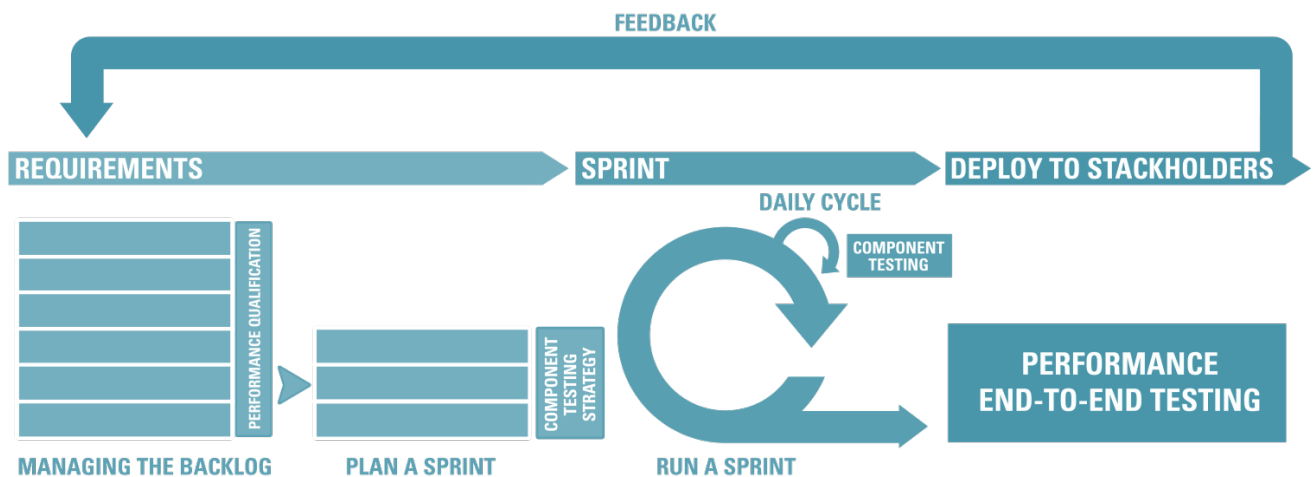 FEEDBACK
REQUIREMENTS
SPRINT
DEPLOY TO STACKHOLDERS
DAILY CYCLE
COMPONENT
TESTING
PERFORMANCE QUALIFICATION
COMPONENT
TESTING
STRATEGY
PERFORMANCE
END-TO-END TESTING
MANAGING THE BACKLOG
PLAN A SPRINT
RUN A SPRINT